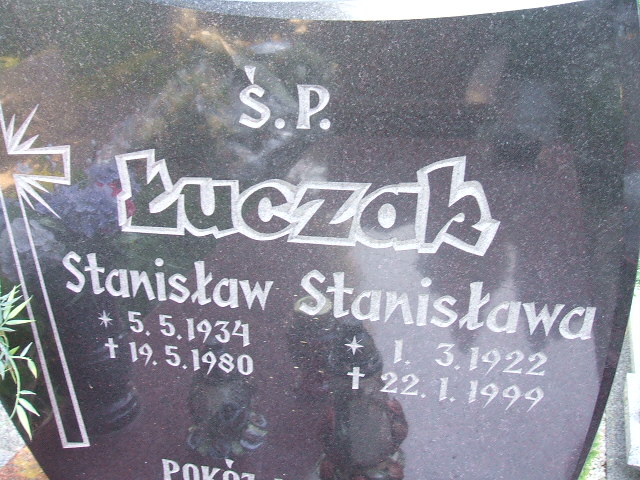 Ś.P.
Łuczak
Stanisław Stanisława
* 5.5.1934 * 1. 3.1922
† 19.5.1980 † 22.1.1999